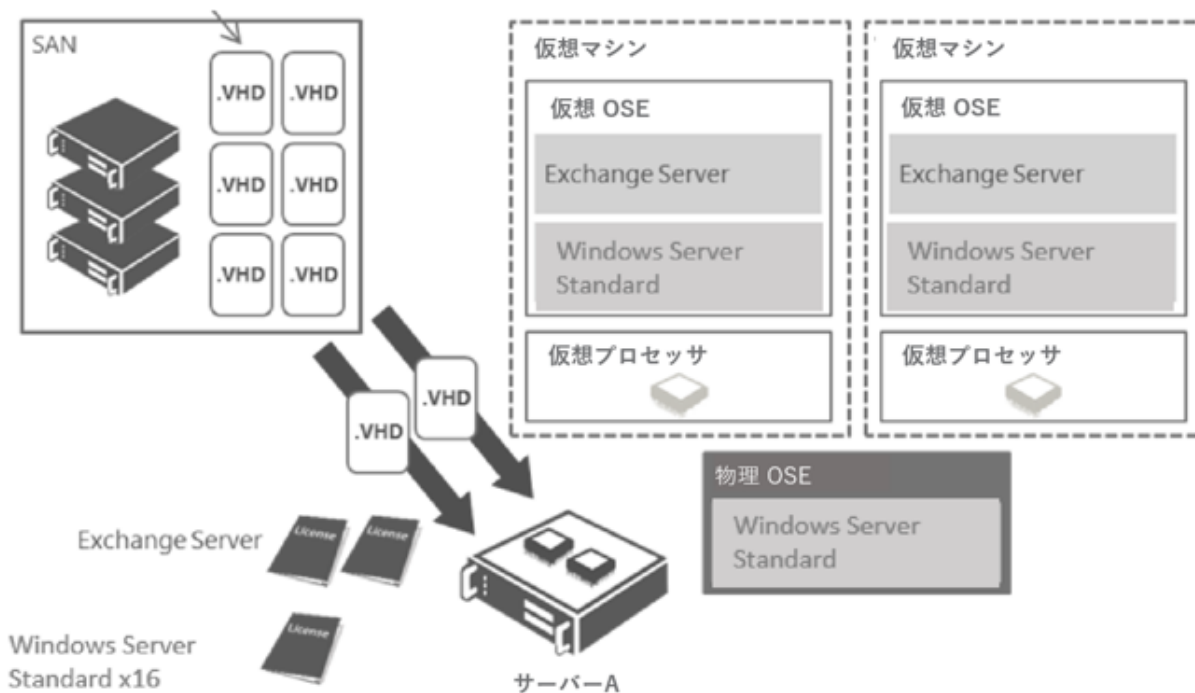 SAN
.VHD .VHD
.VHD .VHD
.VHD .VHD
.VHD
.VHD
仮想マシン
仮想 OSE
Exchange Server
Windows Server
Standard
仮想プロセッサ
仮想マシン
仮想 OSE
Exchange Server
Windows Server
Standard
仮想プロセッサ
物理 OSE
Windows Server
Standard
Exchange Server
License
License
Windows Server
Standard x16
License
サーバーA